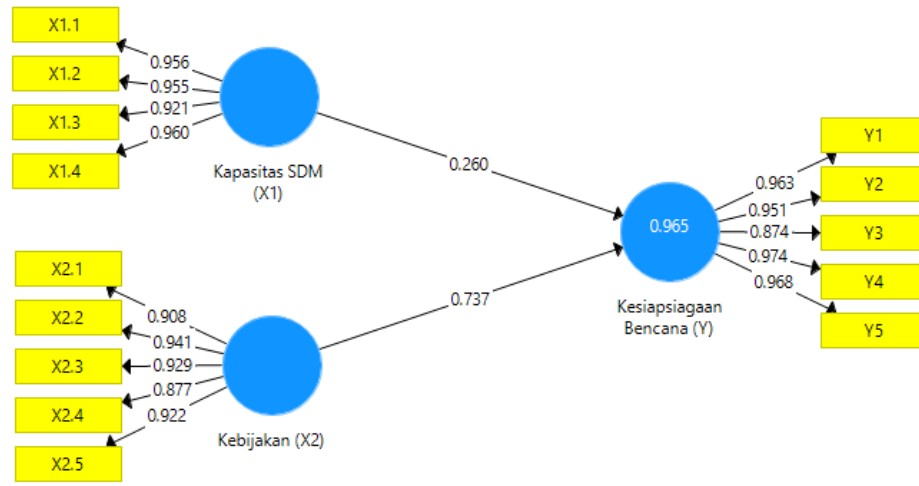 X1.1
X1.2
X1.3
X1.4
0.956
0.955
0.921
0.960
Kapasitas SDM
(X1)
0.260
X2.1
X2.2
X2.3
X2.4
X2.5
0.908
0.941
0.929
0.877
0.922
Kebijakan (X2)
0.737
0.965
Kesiapsiagaan
Bencana (Y)
0.963
0.951
0.874
0.974
0.968
Y1
Y2
Y3
Y4
Y5